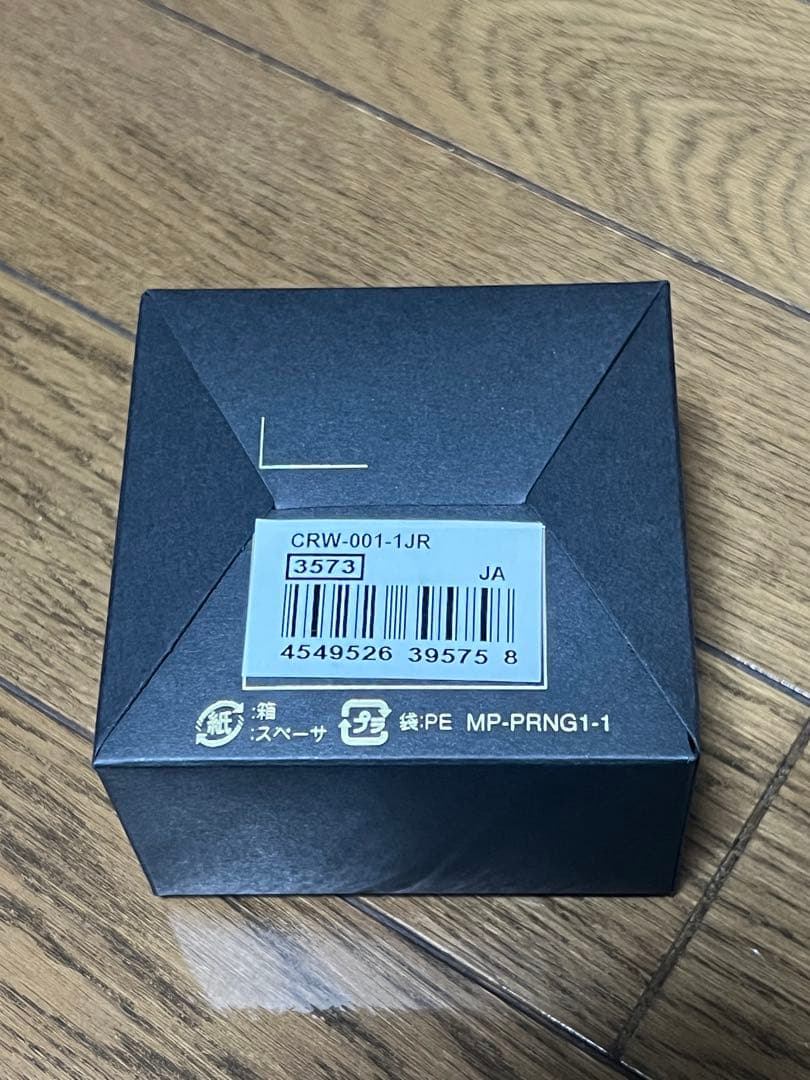 CRW-001-1JR
3573
JA
4549526 39575 8
紙 :箱
:スペーサ
プラ 袋:PE MP-PRNG1-1